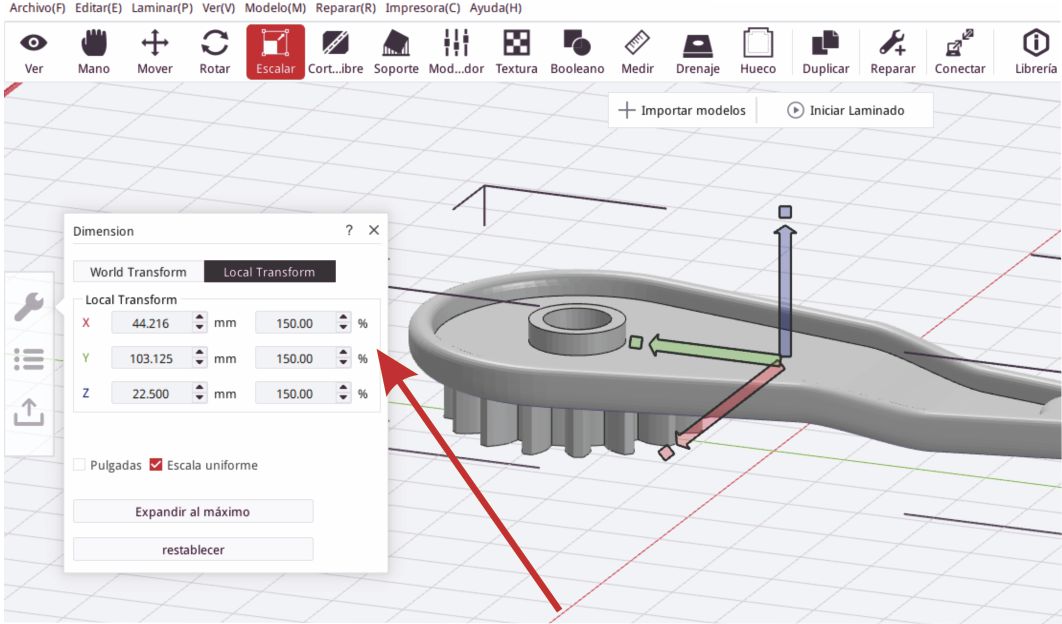 Archivo(F) Editar(E) Laminar(P) Ver(V) Modelo(M) Reparar(R) Impresora(C) Ayuda(H)
Ver Mano Mover Rotar Escalar Cort...ibre Soporte Mod...dor Textura Booleano Medir Drenaje Hueco Duplicar Reparar Conectar Librería
Importar modelos Iniciar Laminado
Dimension ?
World Transform Local Transform
Local Transform
X 44.216 mm 150.00 %
Y 103.125 mm 150.00 %
Z 22.500 mm 150.00 %
Pulgadas Escala uniforme
Expandir al máximo
restablecer